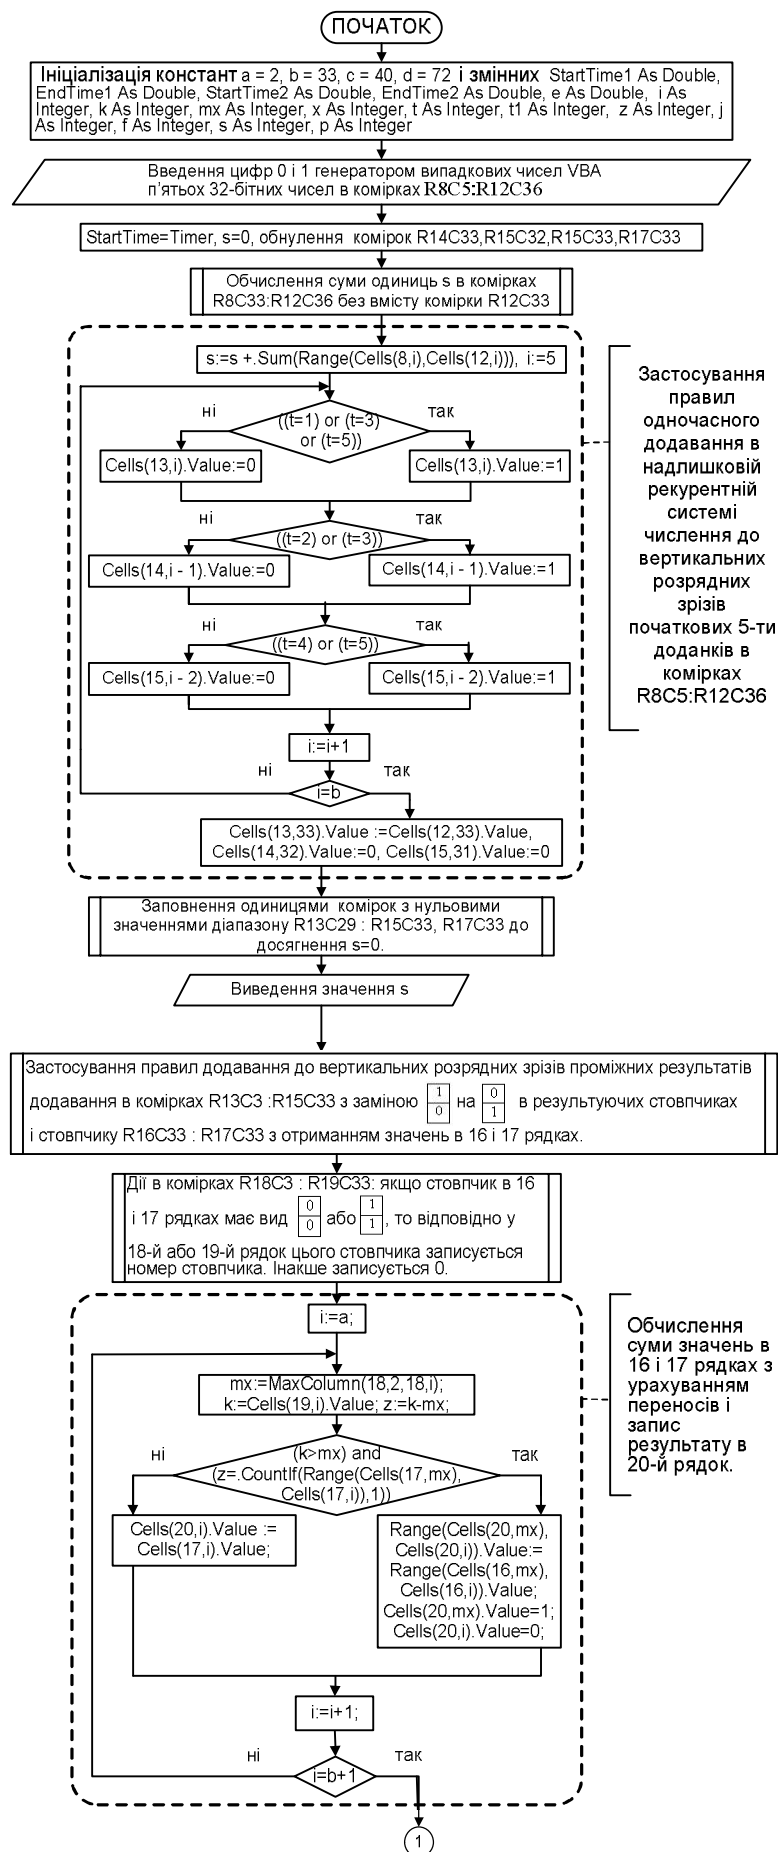 ПОЧАТОК
Ініціалізація констант a = 2, b = 33, c = 40, d = 72 і змінних StartTime1 As Double,
EndTime1 As Double, StartTime2 As Double, EndTime2 As Double, e As Double, i As
Integer, k As Integer, mx As Integer, x As Integer, t As Integer, t1 As Integer, z As Integer, j
As Integer, f As Integer, s As Integer, p As Integer
Введення цифр 0 і 1 генератором випадкових чисел VBA
п'ятьох 32-бітних чисел в комірках R8C5:R12C36
StartTime=Timer, s=0, обнулення комірок R14C33,R15C32,R15C33,R17C33
Обчислення суми одиниць s в комірках
R8C33:R12C36 без вмісту комірки R12C33
s:=s +.Sum(Range(Cells(8,i),Cells(12,i))), i:=5
ні
так
((t=1) or (t=3)
or (t=5))
Cells(13,i).Value:=0
Cells(13,i).Value:=1
ні
так
((t=2) or (t=3))
Cells(14,i - 1).Value:=0
Cells(14,i - 1).Value:=1
ні
так
((t=4) or (t=5))
Cells(15,i - 2).Value:=0
Cells(15,i - 2).Value:=1
i:=i+1
ні
так
i=b
Cells(13,33).Value :=Cells(12,33).Value,
Cells(14,32).Value:=0, Cells(15,31).Value:=0
Застосування
правил
одночасного
додавання в
надлишковій
рекурентній
системі
числення до
вертикальних
розрядних
зрізів
початкових 5-ти
доданків в
комірках
R8C5:R12C36
Заповнення одиницями комірок з нульовими
значеннями діапазону R13C29 : R15C33, R17C33 до
досягнення s=0.
Виведення значення s
Застосування правил додавання до вертикальних розрядних зрізів проміжних результатів
додавання в комірках R13C3 :R15C33 з заміною 1 0 на 0 1 в результуючих стовпчиках
і стовпчику R16C33 : R17C33 з отриманням значень в 16 і 17 рядках.
Дії в комірках R18C3 : R19C33: якщо стовпчик в 16
і 17 рядках має вид 0 0 або 1 1, то відповідно у
18-й або 19-й рядок цього стовпчика записується
номер стовпчика. Інакше записується 0.
i:=a;
mx:=MaxColumn(18,2,18,i);
k:=Cells(19,i).Value; z:=k-mx;
ні
так
(k>mx) and
(z=.CountIf(Range(Cells(17,mx),
Cells(17,i)),1))
Cells(20,i).Value :=
Cells(17,i).Value;
Range(Cells(20,mx),
Cells(20,i)).Value:=
Range(Cells(16,mx),
Cells(16,i)).Value;
Cells(20,mx).Value=1;
Cells(20,i).Value=0;
i:=i+1;
ні
так
i=b+1
Обчислення
суми значень в
16 і 17 рядках з
урахуванням
переносів і
запис
результату в
20-й рядок.
1